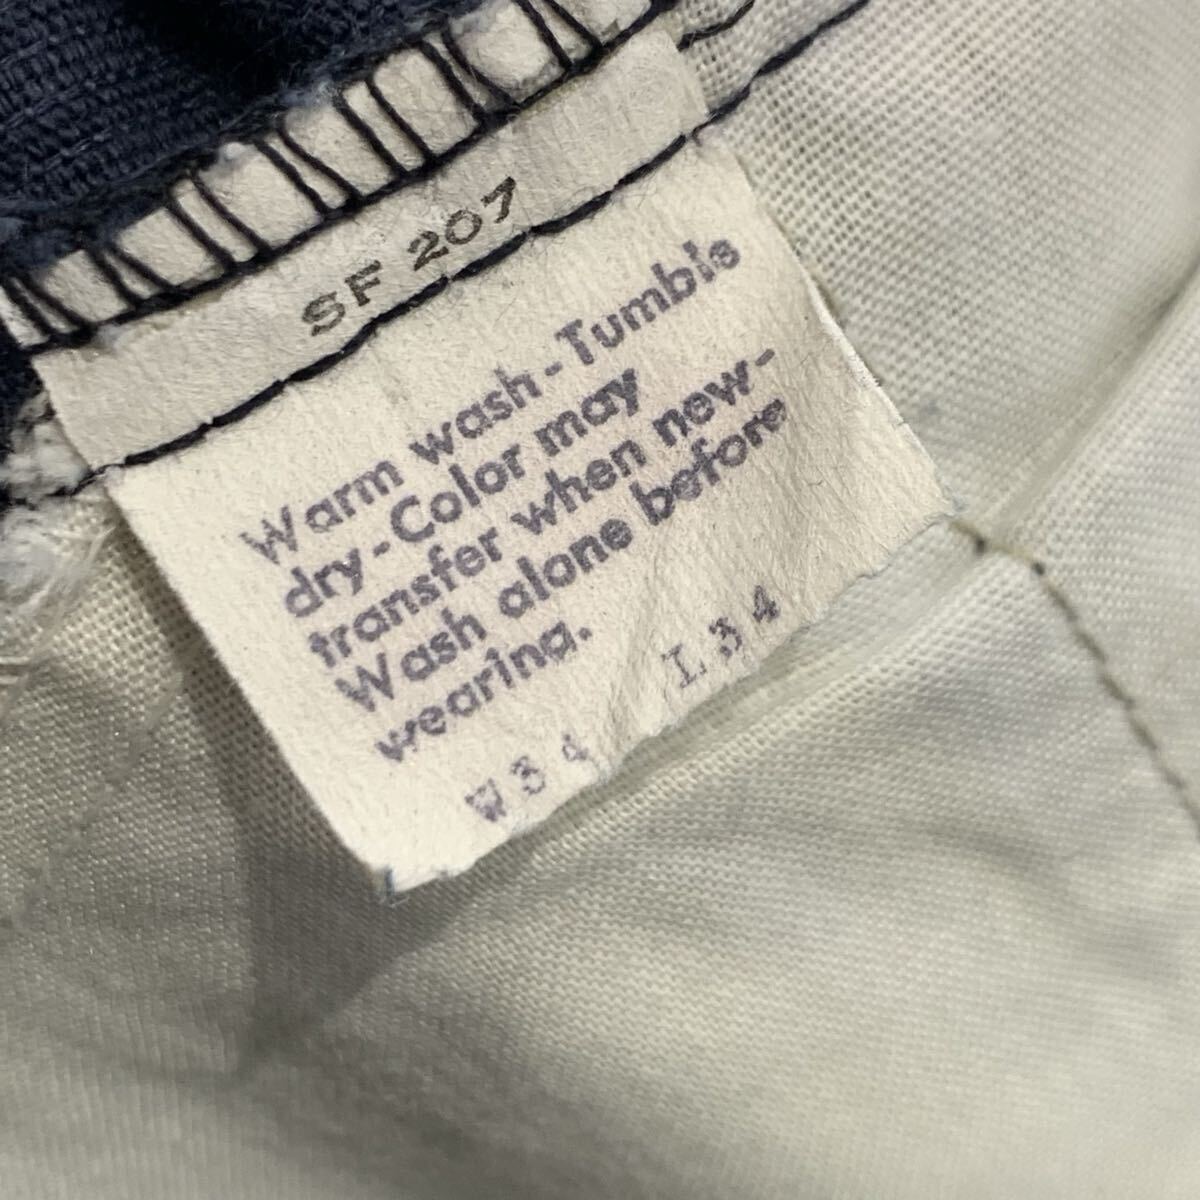 SF 207
Warm wash-Tumble
dry-Color may
transfer when new-
Wash alone before
wearing.
W34 L34